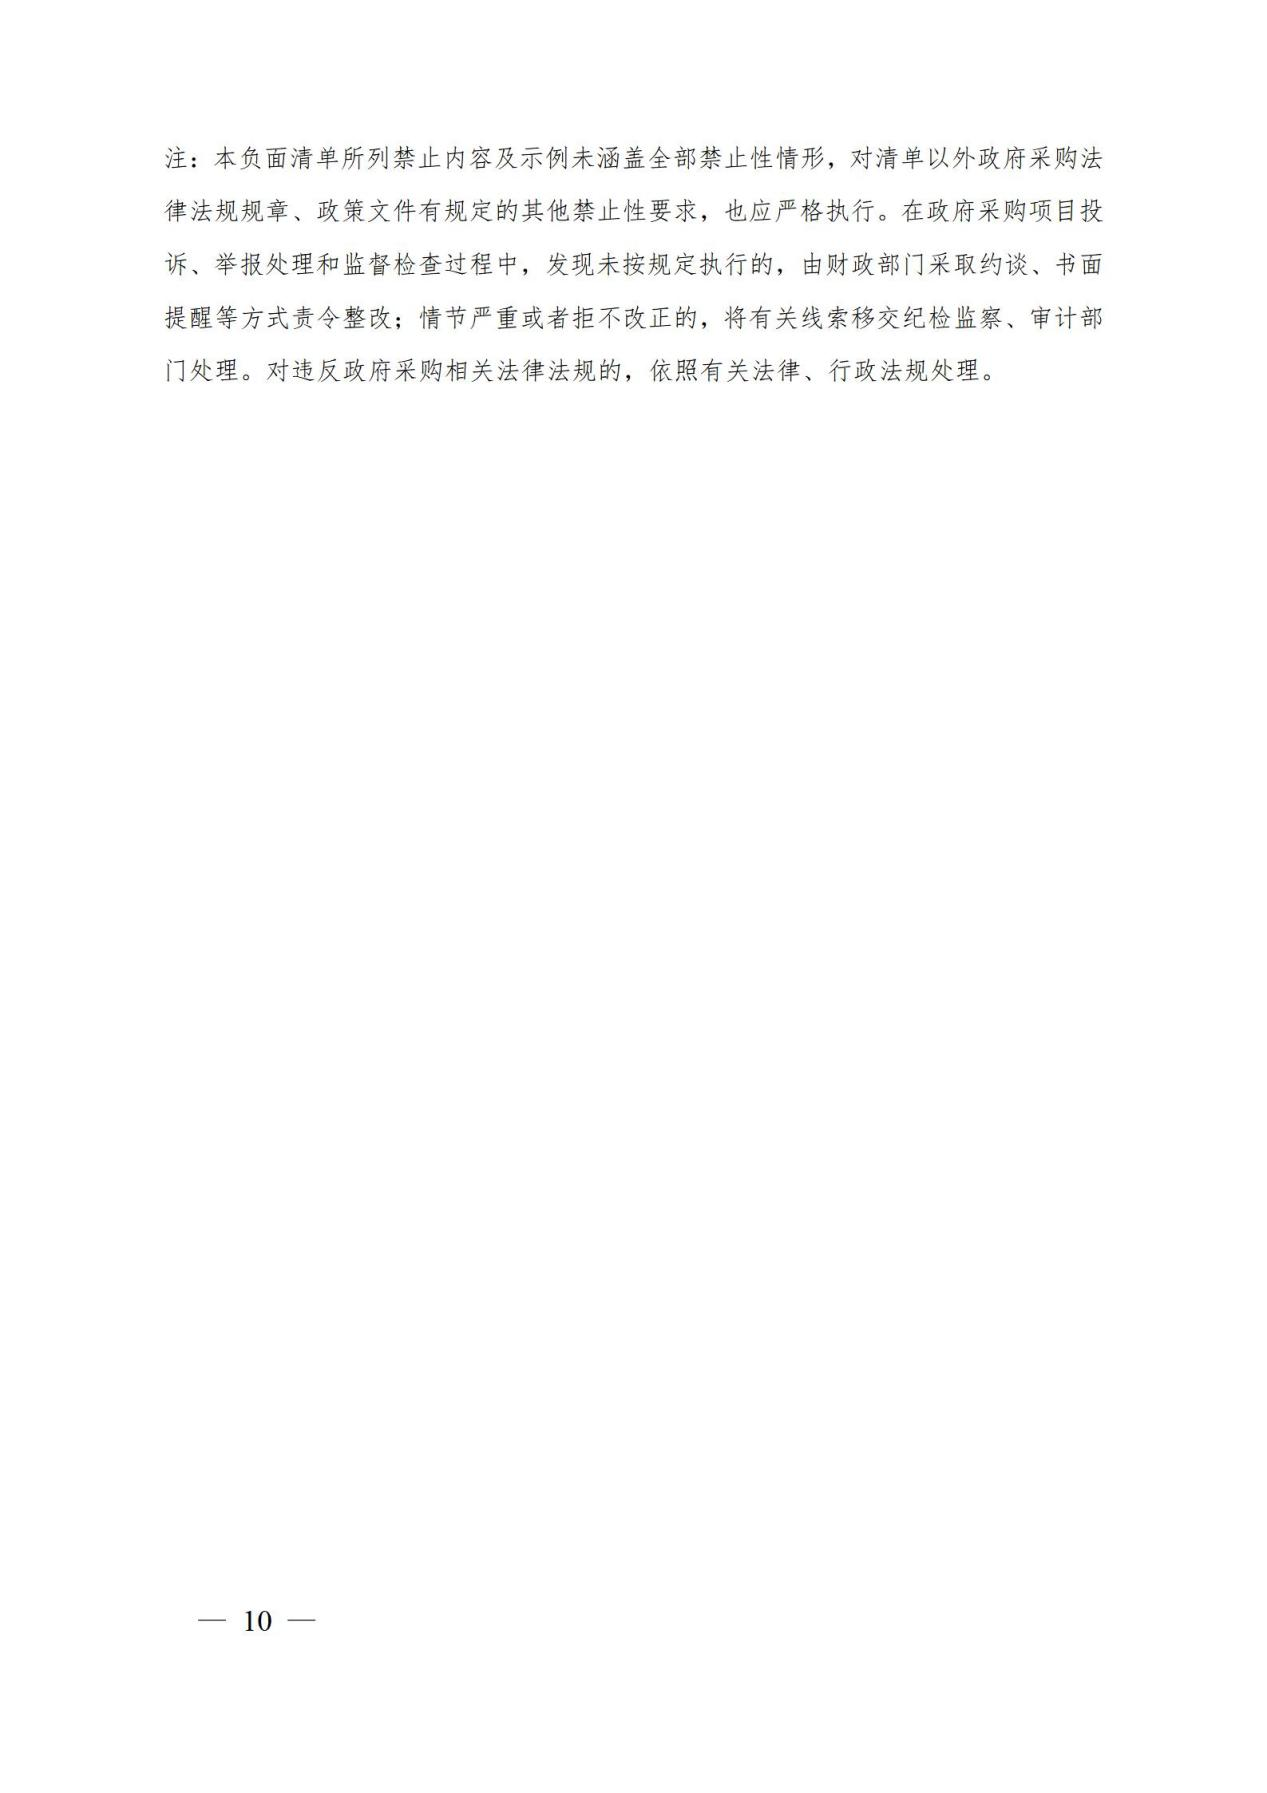 注：本负面清单所列禁止内容及示例未涵盖全部禁止性情形，对清单以外政府采购法
律法规规章、政策文件有规定的其他禁止性要求，也应严格执行。在政府采购项目投
诉、举报处理和监督检查过程中，发现未按规定执行的，由财政部门采取约谈、书面
提醒等方式责令整改；情节严重或者拒不改正的，将有关线索移交纪检监察、审计部
门处理。对违反政府采购相关法律法规的，依照有关法律、行政法规处理。
— 10 —